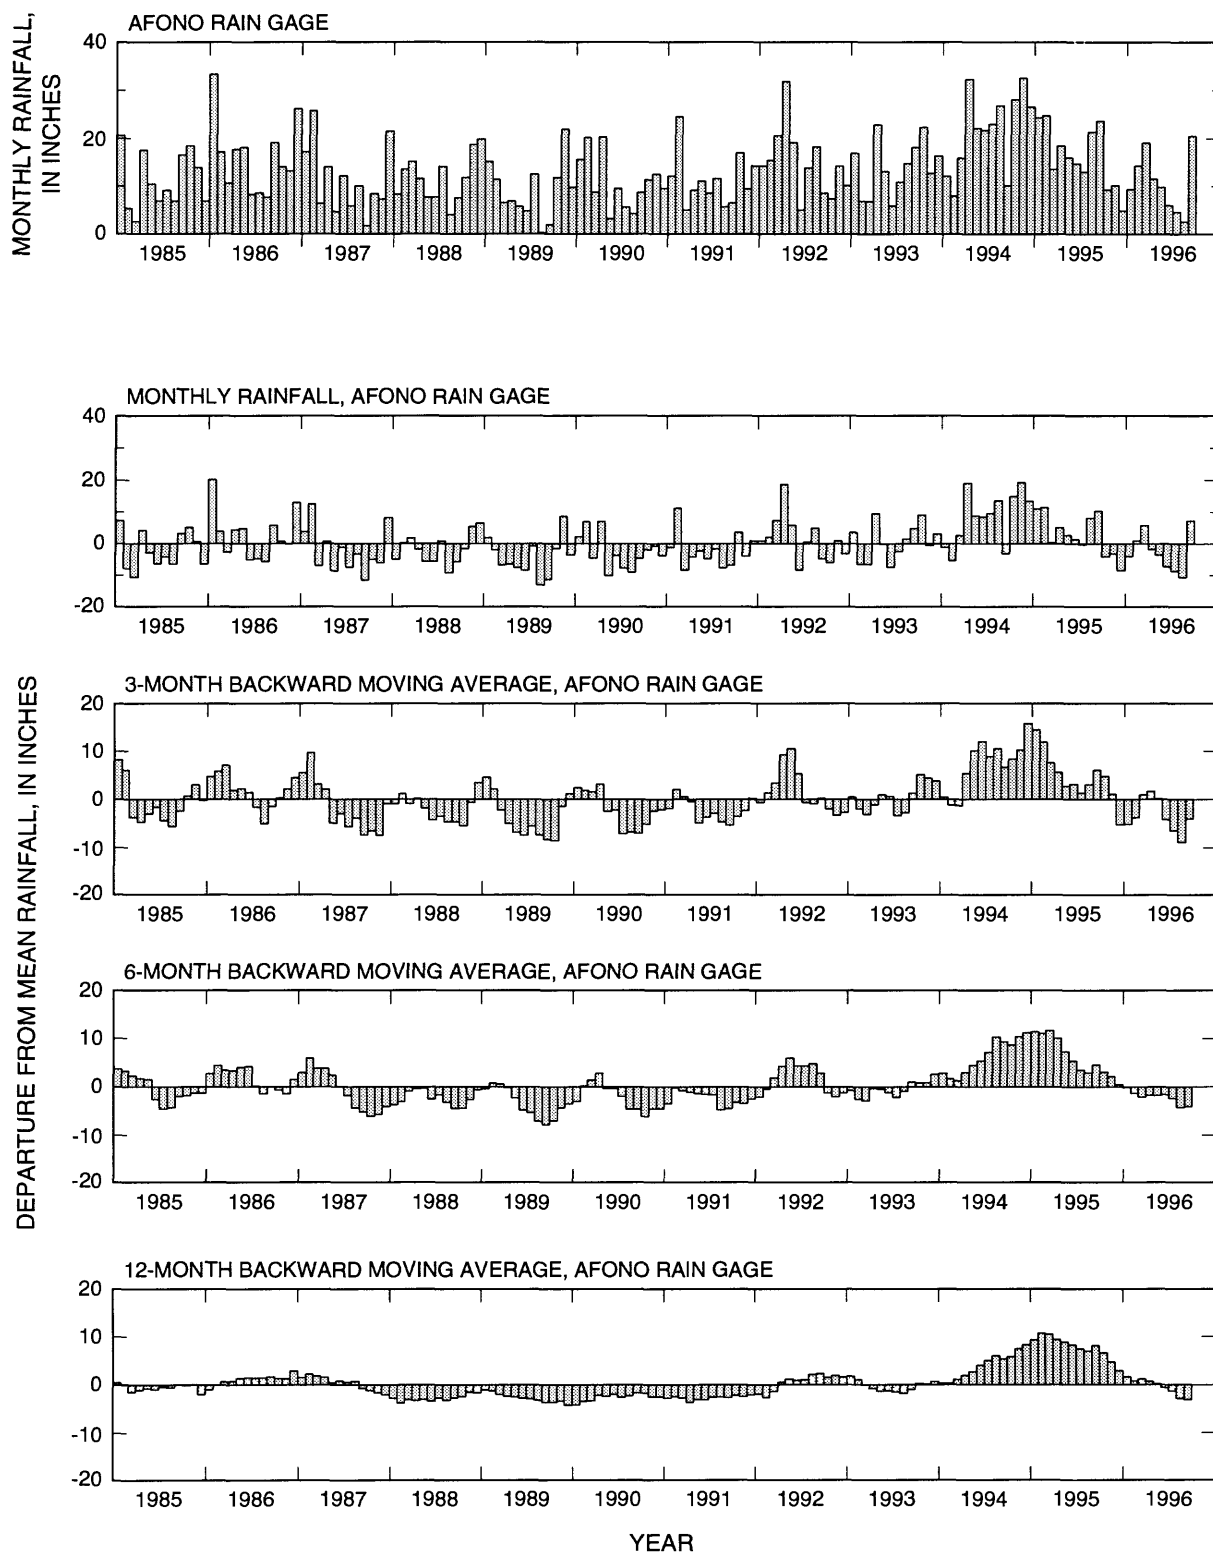 AFONO RAIN GAGE
MONTHLY RAINFALL,
IN INCHES
40
20
0
1985 1986 1987 1988 1989 1990 1991 1992 1993 1994 1995 1996
MONTHLY RAINFALL, AFONO RAIN GAGE
40
20
0
-20
1985 1986 1987 1988 1989 1990 1991 1992 1993 1994 1995 1996
DEPARTURE FROM MEAN RAINFALL, IN INCHES
3-MONTH BACKWARD MOVING AVERAGE, AFONO RAIN GAGE
20
10
0
-10
-20
1985 1986 1987 1988 1989 1990 1991 1992 1993 1994 1995 1996
6-MONTH BACKWARD MOVING AVERAGE, AFONO RAIN GAGE
20
10
0
-10
-20
1985 1986 1987 1988 1989 1990 1991 1992 1993 1994 1995 1996
12-MONTH BACKWARD MOVING AVERAGE, AFONO RAIN GAGE
20
10
0
-10
-20
1985 1986 1987 1988 1989 1990 1991 1992 1993 1994 1995 1996
YEAR